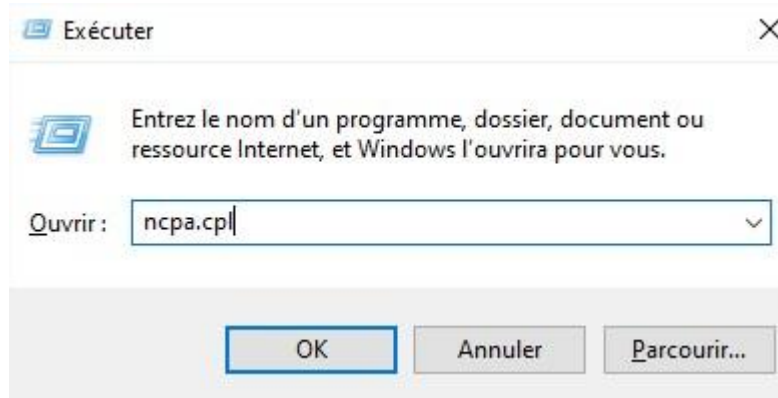 Exécuter
Entrez le nom d'un programme, dossier, document ou
ressource Internet, et Windows l'ouvrira pour vous.
Ouvrir : ncpa.cpl
OK Annuler Parcourir...